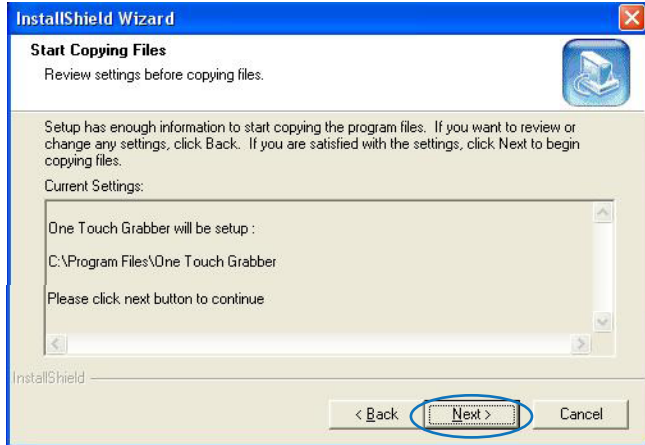 InstallShield Wizard
Start Copying Files
Review settings before copying files.
Setup has enough information to start copying the program files. If you want to review or
change any settings, click Back. If you are satisfied with the settings, click Next to begin
copying files.
Current Settings:
One Touch Grabber will be setup :
C:\Program Files\One Touch Grabber
Please click next button to continue
InstallShield
< Back Next > Cancel